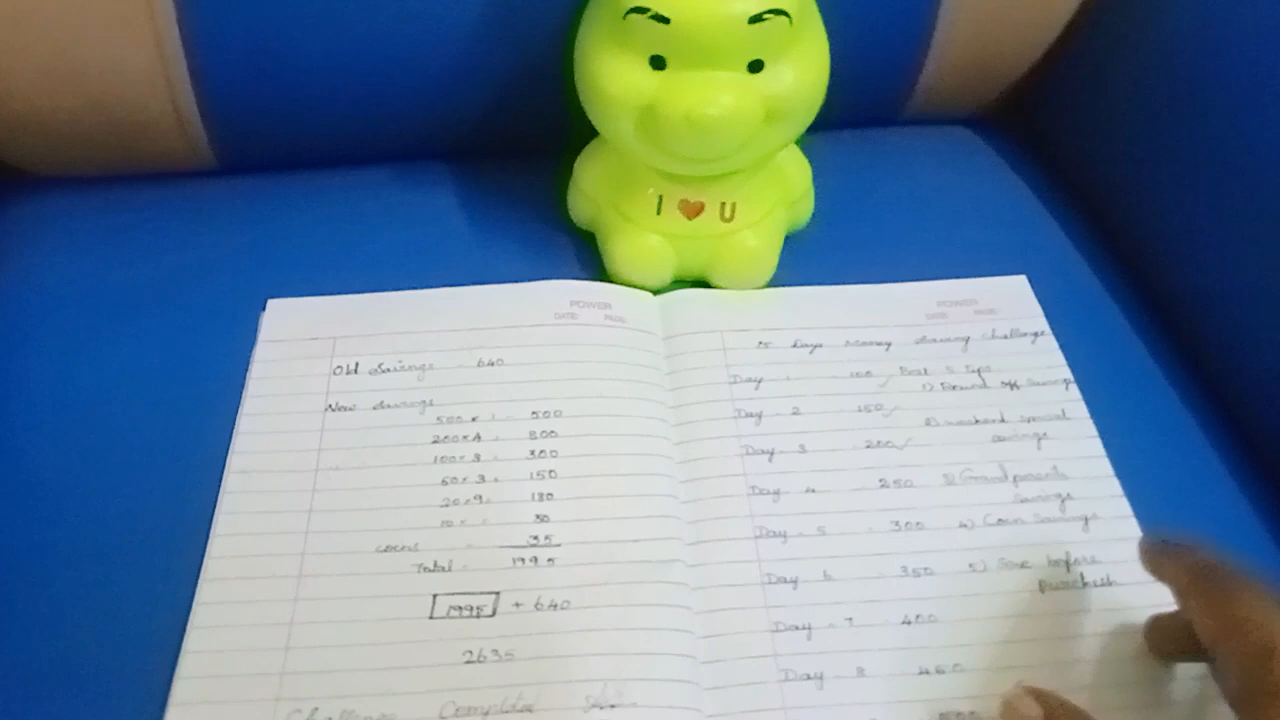 I ❤ U
POWER
DATE: PAGE:
Old Savings - 640
New Savings
500 x 1 - 500
200 x 4 - 800
100 x 3 - 300
50 x 3 - 150
20 x 9 - 180
10 x - 30
coins - 35
Total - 1995
1995 + 640
2635
Challenge Completed
POWER
DATE: PAGE:
15 Days Money Saving Challenge
Day 1 - 100 ✓ Best 5 Tips
1) Round off Savings
Day - 2 - 150 ✓
2) weekend special
savings
Day - 3 - 200 ✓
Day - 4 - 250 3) Grandparents
savings
Day - 5 - 300 4) Coin Savings
Day - 6 - 350 5) Save before
Day - 7 - 400
Day - 8 - 450